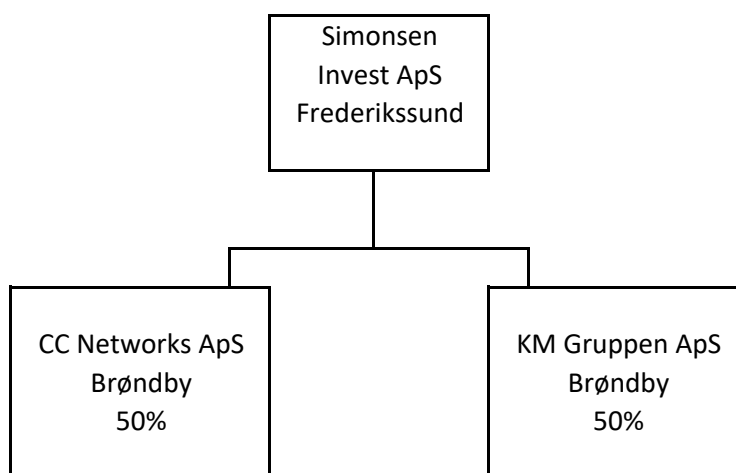 Simonsen
Invest ApS
Frederikssund
CC Networks ApS
Brøndby
50%
KM Gruppen ApS
Brøndby
50%